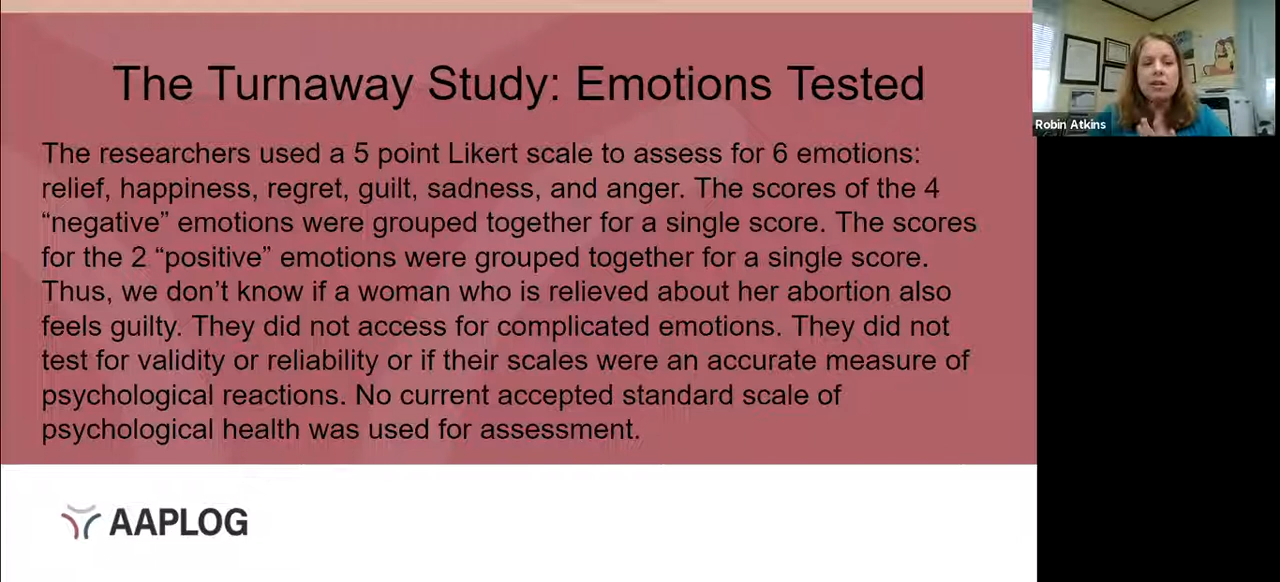 The Turnaway Study: Emotions Tested
The researchers used a 5 point Likert scale to assess for 6 emotions:
relief, happiness, regret, guilt, sadness, and anger. The scores of the 4
“negative” emotions were grouped together for a single score. The scores
for the 2 “positive” emotions were grouped together for a single score.
Thus, we don’t know if a woman who is relieved about her abortion also
feels guilty. They did not access for complicated emotions. They did not
test for validity or reliability or if their scales were an accurate measure of
psychological reactions. No current accepted standard scale of
psychological health was used for assessment.
AAPLOG
Robin Atkins